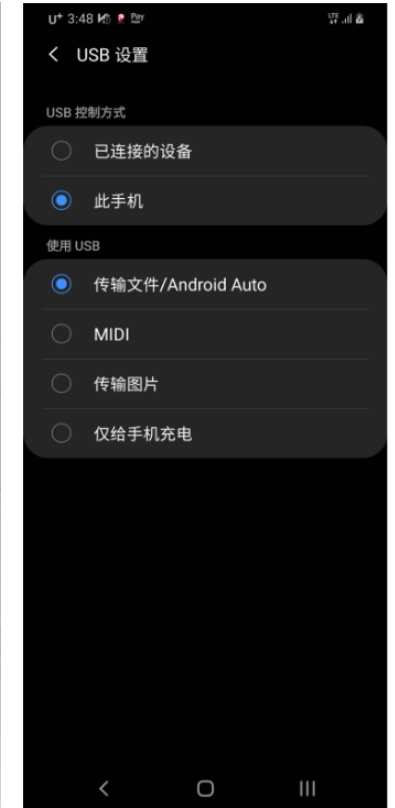 U+ 3:48 Pay
LTE
USB 设置
USB 控制方式
已连接的设备
此手机
使用 USB
传输文件/Android Auto
MIDI
传输图片
仅给手机充电